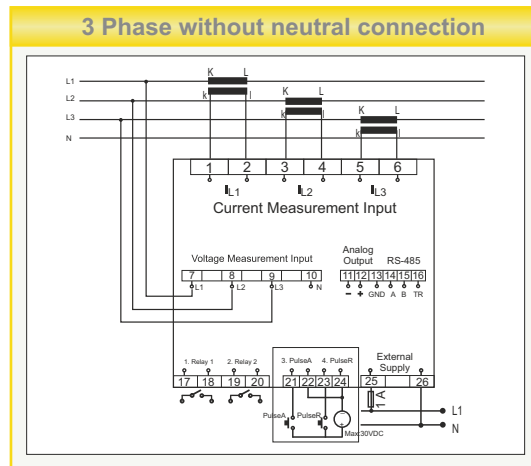 3 Phase without neutral connection
K L
L1
k l
K L
L2
k l
K L
L3
k l
N
1 2 3 4 5 6
IL1 IL2 IL3
Current Measurement Input
Analog
Output RS-485
Voltage Measurement Input
7 8 9 10 11 12 13 14 15 16
L1 L2 L3 N − + GND A B TR
1. Relay 1 2. Relay 2 3. PulseA 4. PulseR External
Supply
17 18 19 20 21 22 23 24 25 26
1 A
PulseA PulseR
L1
Max:30VDC
N